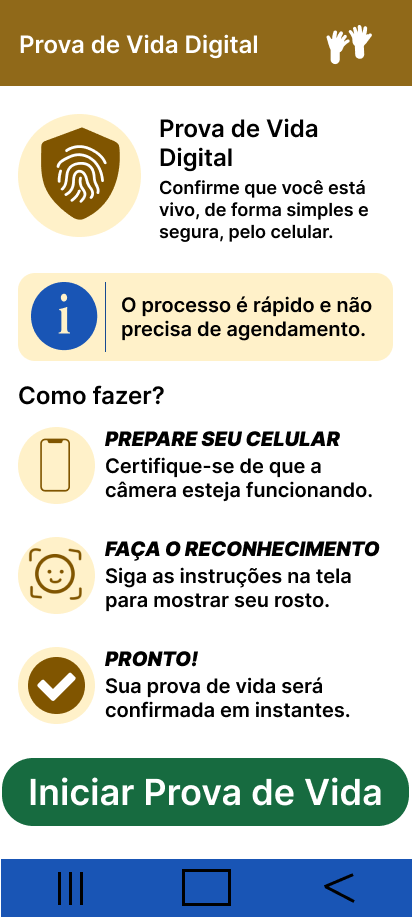 Prova de Vida Digital
Prova de Vida
Digital
Confirme que você está
vivo, de forma simples e
segura, pelo celular.
i
O processo é rápido e não
precisa de agendamento.
Como fazer?
PREPARE SEU CELULAR
Certifique-se de que a
câmera esteja funcionando.
FAÇA O RECONHECIMENTO
Siga as instruções na tela
para mostrar seu rosto.
PRONTO!
Sua prova de vida será
confirmada em instantes.
Iniciar Prova de Vida